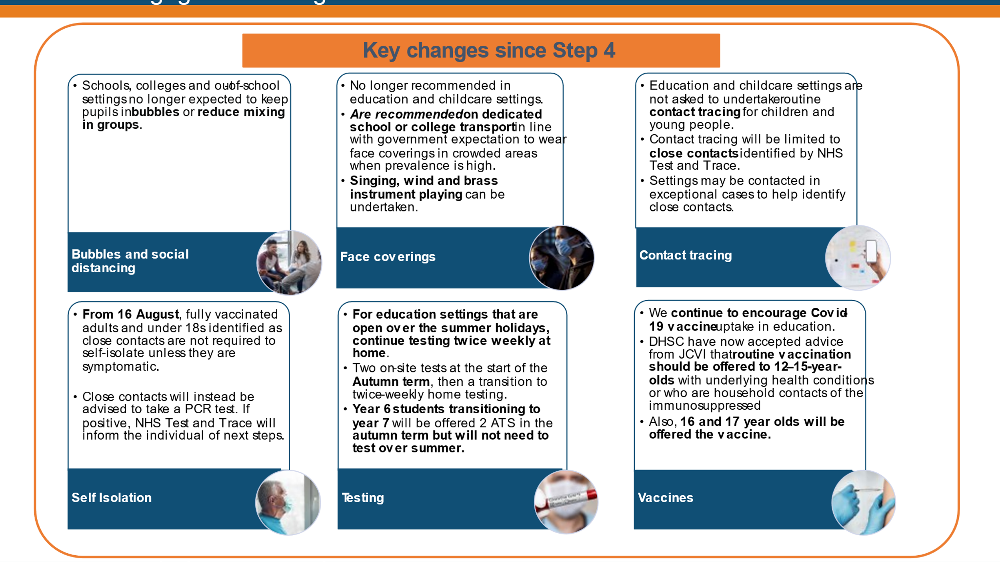 Key changes since Step 4
• Schools, colleges and out-of-school
settings no longer expected to keep
pupils in bubbles or reduce mixing
in groups.
Bubbles and social
distancing
• No longer recommended in
education and childcare settings.
• Are recommended on dedicated
school or college transport in line
with government expectation to wear
face coverings in crowded areas
when prevalence is high.
• Singing, wind and brass
instrument playing can be
undertaken.
Face coverings
• Education and childcare settings are
not asked to undertake routine
contact tracing for children and
young people.
• Contact tracing will be limited to
close contacts identified by NHS
Test and Trace.
• Settings may be contacted in
exceptional cases to help identify
close contacts.
Contact tracing
• From 16 August, fully vaccinated
adults and under 18s identified as
close contacts are not required to
self-isolate unless they are
symptomatic.
• Close contacts will instead be
advised to take a PCR test. If
positive, NHS Test and Trace will
inform the individual of next steps.
Self Isolation
• For education settings that are
open over the summer holidays,
continue testing twice weekly at
home.
• Two on-site tests at the start of the
Autumn term, then a transition to
twice-weekly home testing.
• Year 6 students transitioning to
year 7 will be offered 2 ATS in the
autumn term but will not need to
test over summer.
Testing
• We continue to encourage Covid-
19 vaccine uptake in education.
• DHSC have now accepted advice
from JCVI that routine vaccination
should be offered to 12–15-year-
olds with underlying health conditions
or who are household contacts of the
immunosuppressed
• Also, 16 and 17 year olds will be
offered the vaccine.
Vaccines